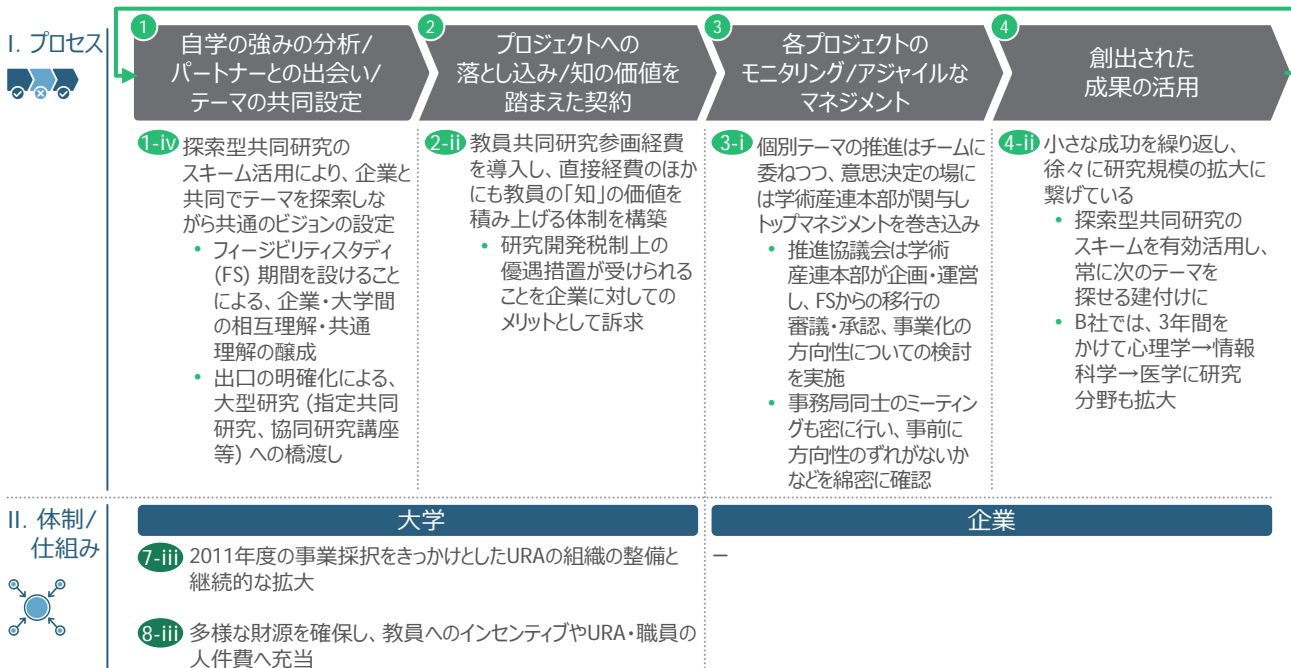 I. プロセス
1
自学の強みの分析/
パートナーとの出会い/
テーマの共同設定
2
プロジェクトへの
落とし込み/知の価値を
踏まえた契約
3
各プロジェクトの
モニタリング/アジャイルな
マネジメント
4
創出された
成果の活用
1-iv 探索型共同研究の
スキーム活用により、企業と
共同でテーマを探索しな
がら共通のビジョンの設定
• フィージビリティスタディ
(FS) 期間を設けること
による、企業・大学間
の相互理解・共通
理解の醸成
• 出口の明確化による、
大型研究 (指定共同
研究、協同研究講座
等) への橋渡し
2-ii 教員共同研究参画経費
を導入し、直接経費のほか
にも教員の「知」の価値を
積み上げる体制を構築
• 研究開発税制上の
優遇措置が受けられる
ことを企業に対しての
メリットとして訴求
3-i 個別テーマの推進はチームに
委ねつつ、意思決定の場に
は学術産連本部が関与し
トップマネジメントを巻き込み
• 推進協議会は学術
産連本部が企画・運営
し、FSからの移行の
審議・承認、事業化の
方向性についての検討
を実施
• 事務局同士のミーティン
グも密に行い、事前に
方向性のずれがないか
などを綿密に確認
4-ii 小さな成功を繰り返し、
徐々に研究規模の拡大に
繋げている
• 探索型共同研究の
スキームを有効活用し、
常に次のテーマを
探せる建付けに
• B社では、3年間を
かけて心理学→情報
科学→医学に研究
分野も拡大
II. 体制/
仕組み
大学
7-iii 2011年度の事業採択をきっかけとしたURAの組織の整備と
継続的な拡大
8-iii 多様な財源を確保し、教員へのインセンティブやURA・職員の
人件費へ充当
企業
–